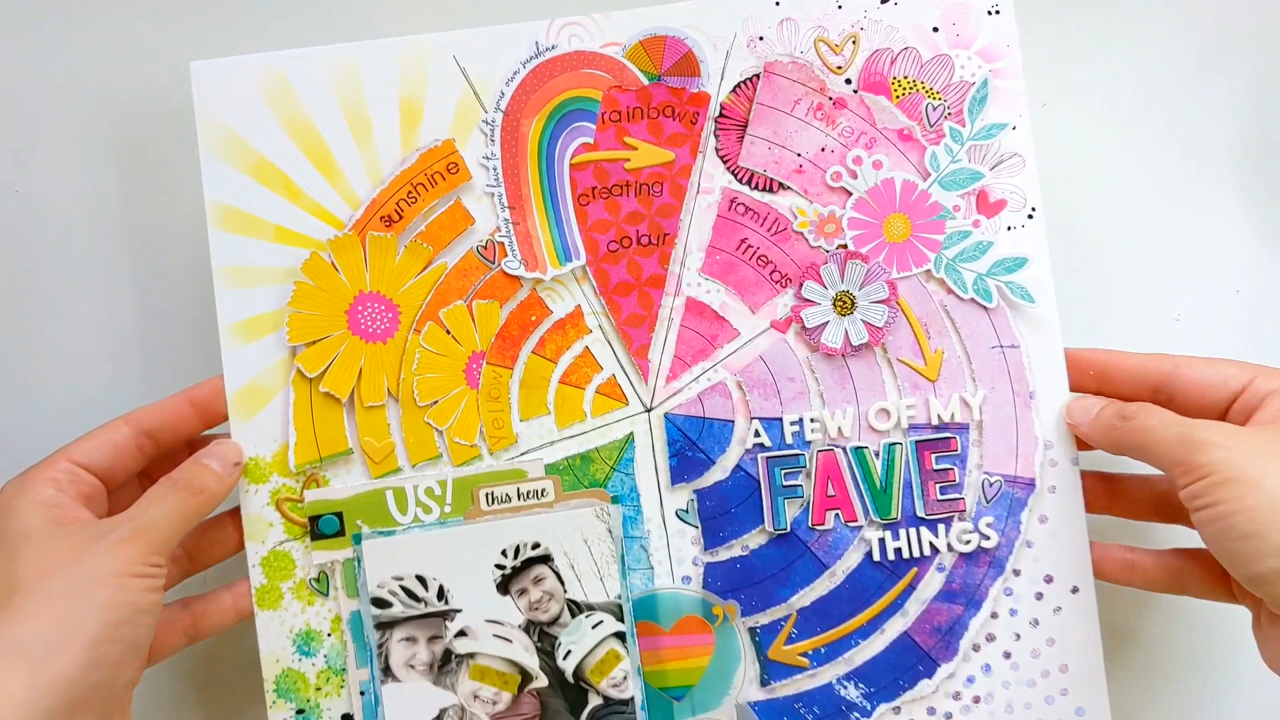 Somedays you have to create your own sunshine
sunshine
yellow
rainbows
creating
colour
flowers
family
friends
A FEW OF MY
FAVE
THINGS
US!
this here